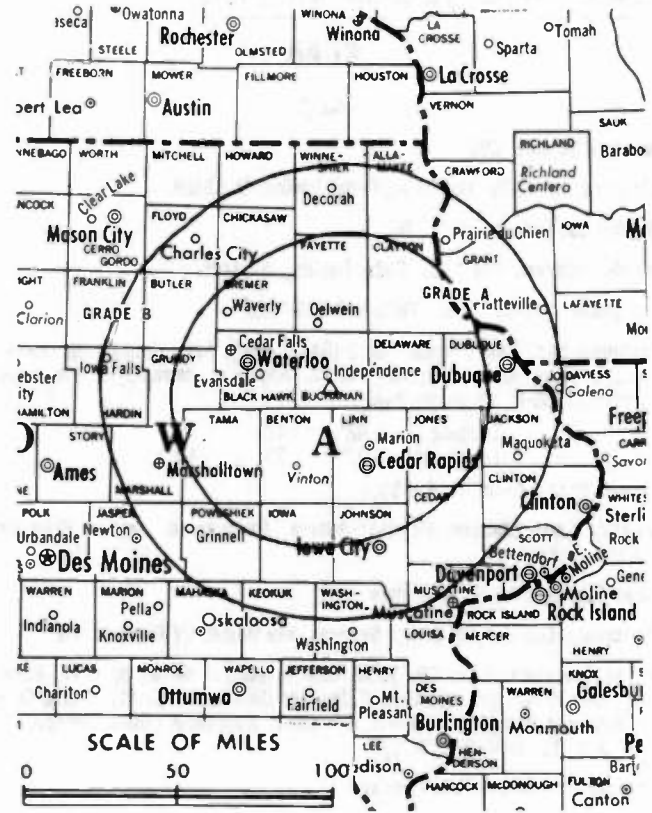 Owatonna
Rochester
WINONA
Winona
LA CROSSE
Sparta
Tomah
STEELE
OLMSTED
FREEBORN
MOWER
FILLMORE
HOUSTON
La Crosse
Austin
VERNON
SAUK
RICHLAND
Richland Center
WORTH
MITCHELL
HOWARD
WINNE-SHIEK
ALLA-MAKEE
CRAWFORD
Decorah
Clear Lake
Mason City
CERRO GORDO
FLOYD
Charles City
CHICKASAW
FAYETTE
CLAYTON
Prairie du Chien
GRANT
IOWA
FRANKLIN
BUTLER
BREMER
GRADE A
GRADE B
Clarion
Waverly
Oelwein
LAFAYETTE
Cedar Falls
Waterloo
DELAWARE
DUBUQUE
Iowa Falls
GRUNDY
Evansdale
Independence
Dubuque
JO DAVIESS
Galena
BLACK HAWK
BUCHANAN
HAMILTON
HARDIN
TAMA
BENTON
LINN
JONES
JACKSON
STORY
W
A
Marion
Maquoketa
Ames
Marshalltown
Vinton
Cedar Rapids
CLINTON
MARSHALL
CEDAR
POLK
JASPER
POWESHIEK
IOWA
JOHNSON
Clinton
Urbandale
Newton
Grinnell
Iowa City
SCOTT
Bettendorf
E. Moline
Rock
Des Moines
Davenport
Moline
WARREN
MARION
MAHASKA
KEOKUK
WASH-INGTON
MUSCATINE
Muscatine
ROCK ISLAND
Rock Island
Pella
Indianola
Knoxville
Oskaloosa
Washington
LOUISA
MERCER
HENRY
LUCAS
MONROE
WAPELLO
JEFFERSON
HENRY
KNOX
Chariton
Ottumwa
Fairfield
Mt. Pleasant
DES MOINES
WARREN
Monmouth
Burlington
SCALE OF MILES
LEE
HEN-DERSON
0 50 100
HANCOCK
McDONOUGH
FULTON
Canton